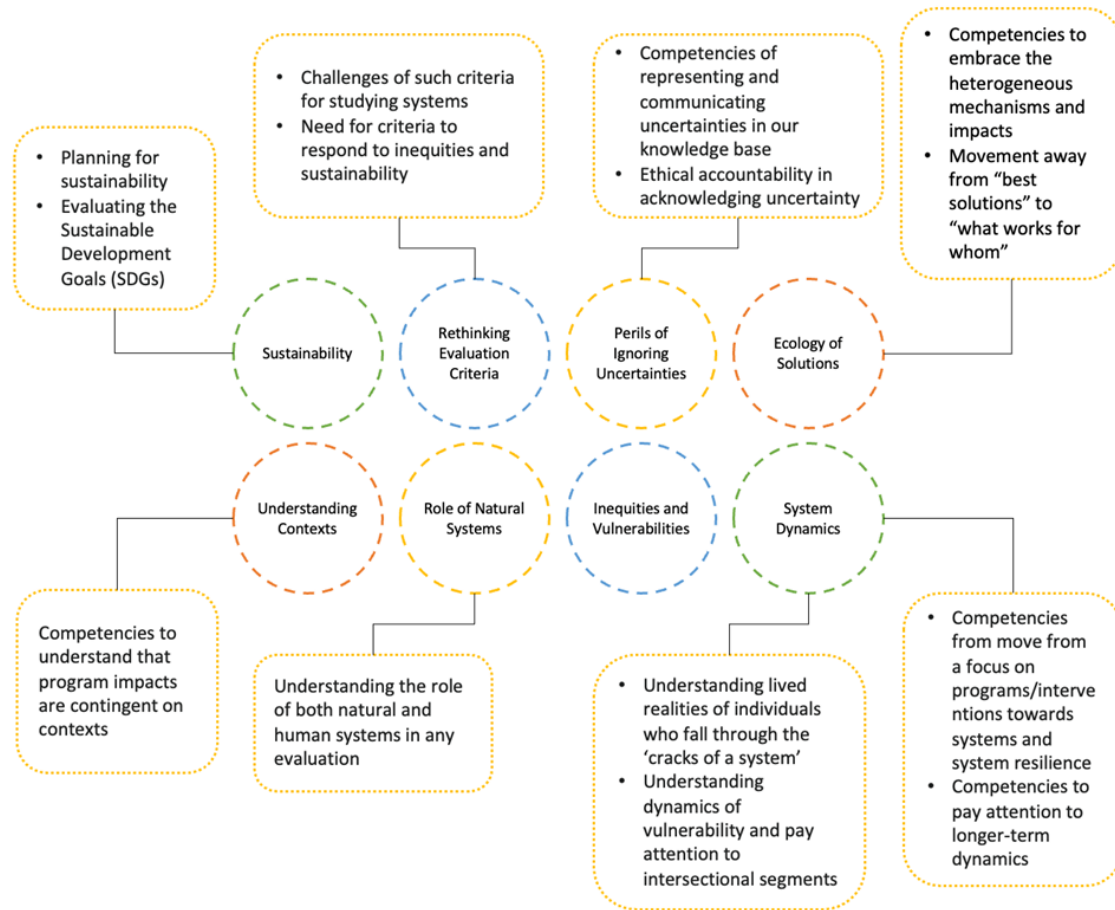 • Planning for
sustainability
• Evaluating the
Sustainable
Development
Goals (SDGs)
• Challenges of such criteria
for studying systems
• Need for criteria to
respond to inequities and
sustainability
• Competencies of
representing and
communicating
uncertainties in our
knowledge base
• Ethical accountability in
acknowledging uncertainty
• Competencies to
embrace the
heterogeneous
mechanisms and
impacts
• Movement away
from “best
solutions” to
“what works for
whom”
Sustainability
Rethinking
Evaluation
Criteria
Perils of
Ignoring
Uncertainties
Ecology of
Solutions
Understanding
Contexts
Role of Natural
Systems
Inequities and
Vulnerabilities
System
Dynamics
Competencies to
understand that
program impacts
are contingent on
contexts
Understanding the role
of both natural and
human systems in any
evaluation
• Understanding lived
realities of individuals
who fall through the
‘cracks of a system’
• Understanding
dynamics of
vulnerability and pay
attention to
intersectional segments
• Competencies
from move from
a focus on
programs/interve
ntions towards
systems and
system resilience
• Competencies to
pay attention to
longer-term
dynamics